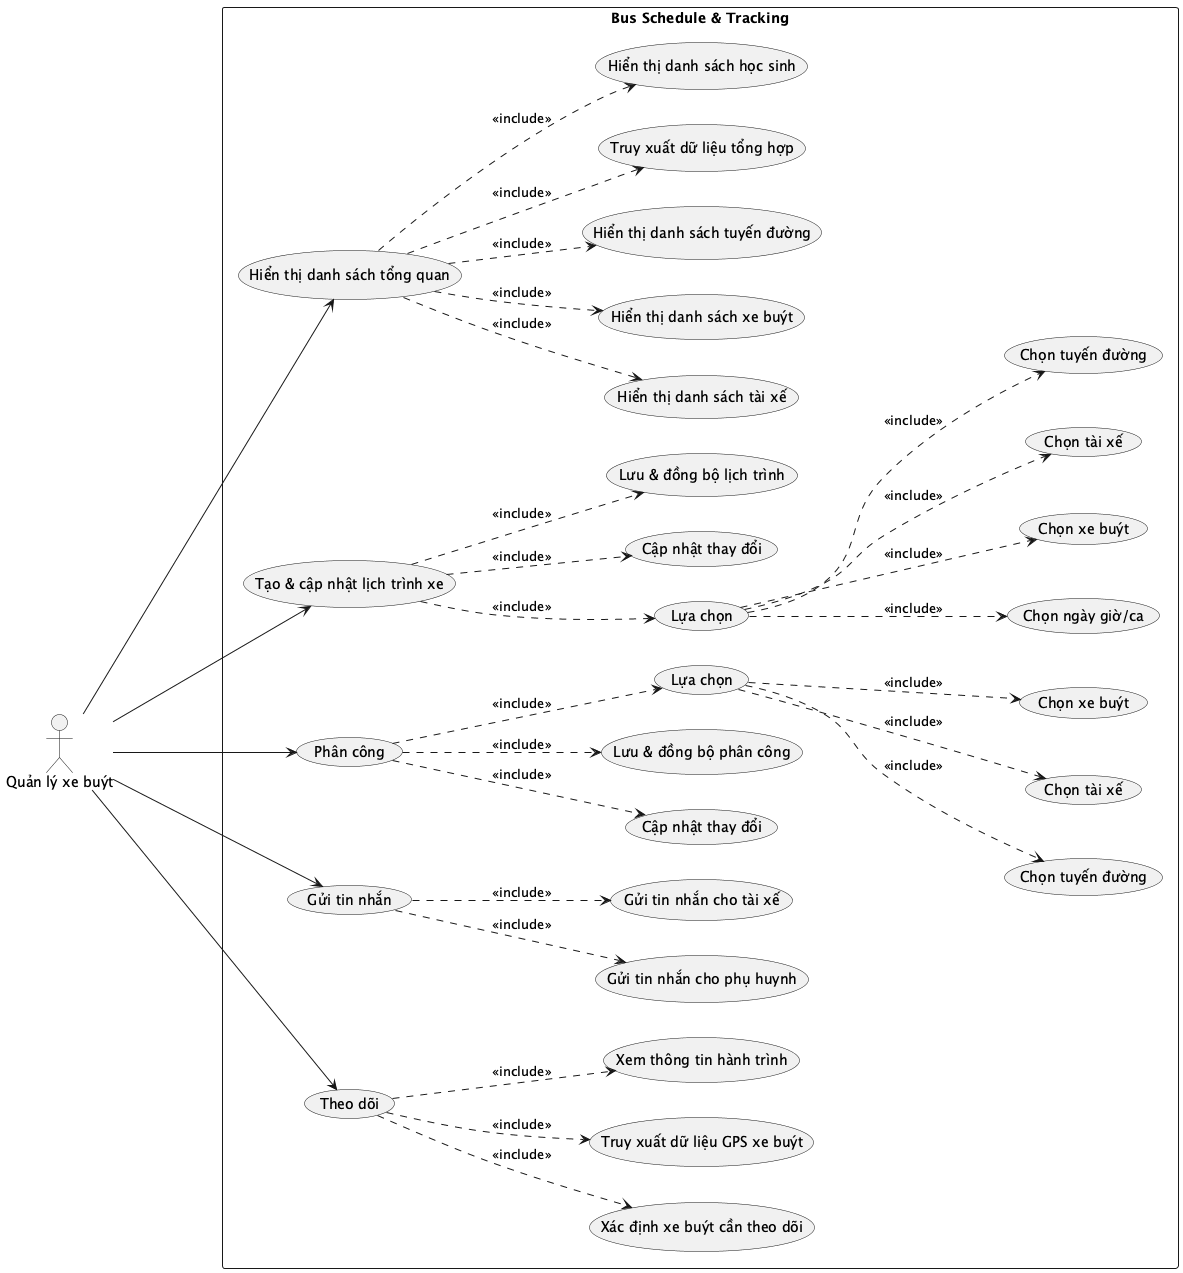 Bus Schedule & Tracking
Hiển thị danh sách học sinh
«include»
Truy xuất dữ liệu tổng hợp
«include»
Hiển thị danh sách tuyến đường
«include»
Hiển thị danh sách tổng quan
«include»
Hiển thị danh sách xe buýt
«include»
Hiển thị danh sách tài xế
Chọn tuyến đường
«include»
Chọn tài xế
Lưu & đồng bộ lịch trình
«include»
«include»
Chọn xe buýt
Cập nhật thay đổi
«include»
«include»
Tạo & cập nhật lịch trình xe
«include»
«include»
Lựa chọn
Chọn ngày giờ/ca
Lựa chọn
«include»
«include»
Chọn xe buýt
«include»
Phân công
«include»
Lưu & đồng bộ phân công
«include»
«include»
Quản lý xe buýt
Chọn tài xế
Cập nhật thay đổi
Chọn tuyến đường
«include»
Gửi tin nhắn
Gửi tin nhắn cho tài xế
«include»
Gửi tin nhắn cho phụ huynh
Xem thông tin hành trình
«include»
Theo dõi
«include»
Truy xuất dữ liệu GPS xe buýt
«include»
Xác định xe buýt cần theo dõi